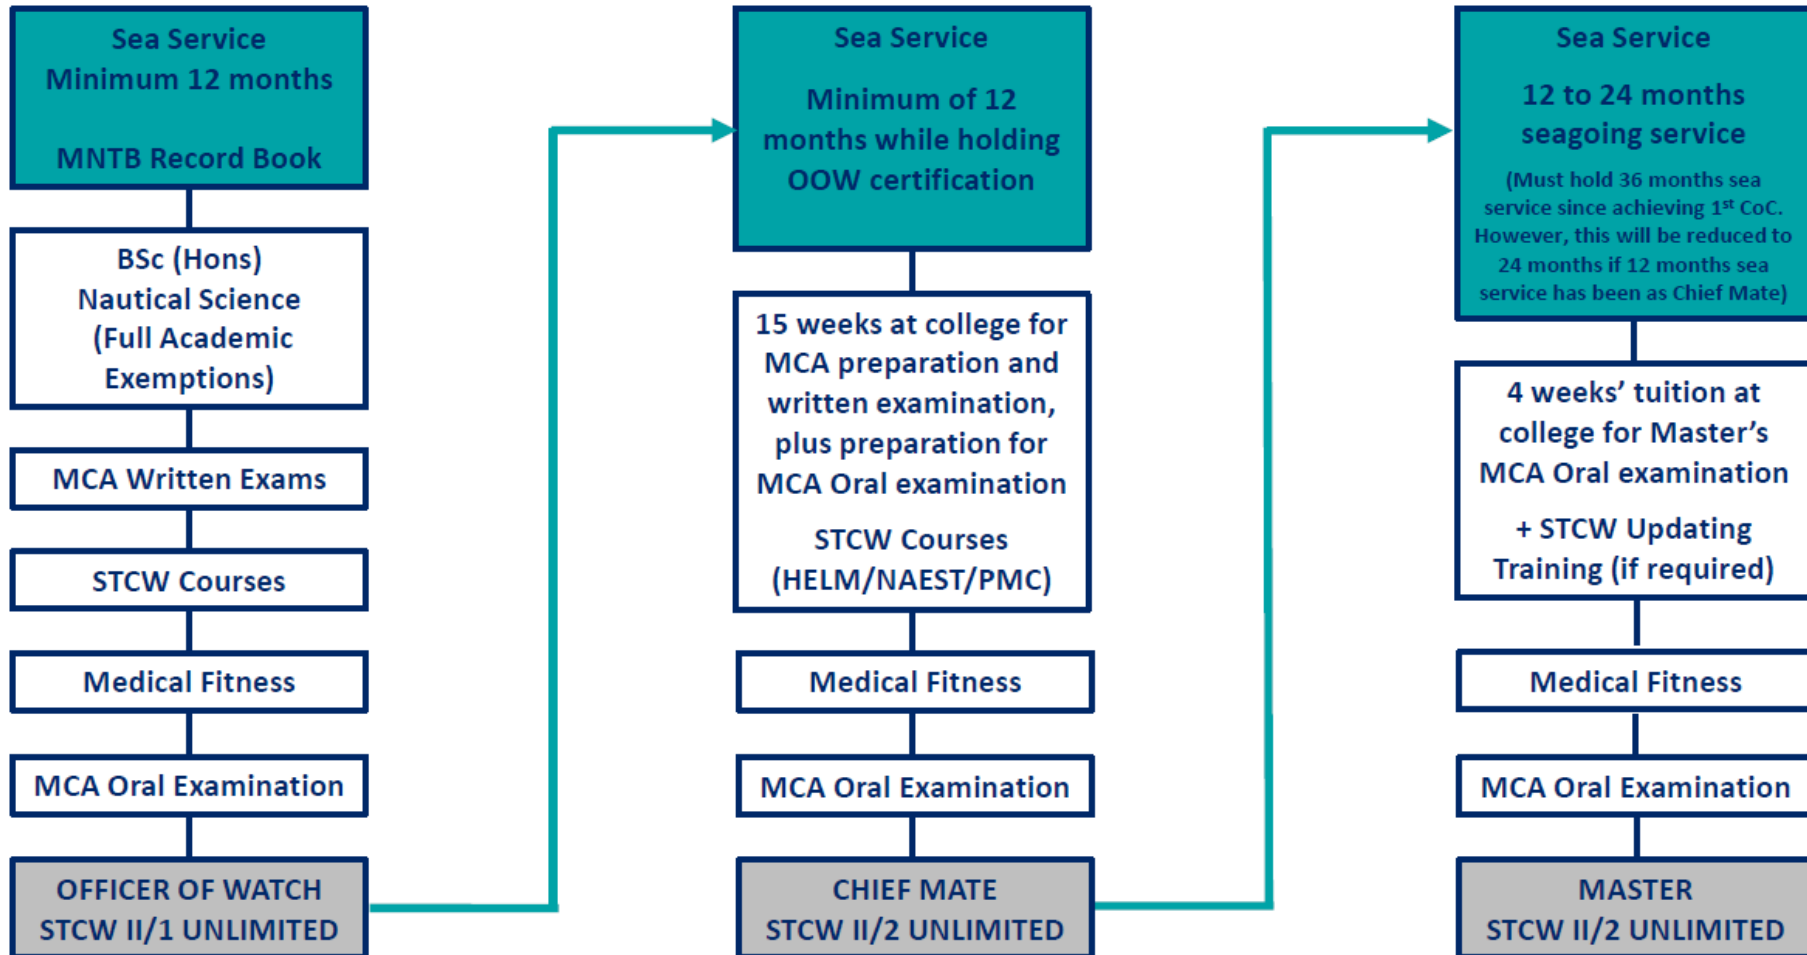 Sea Service
Minimum 12 months
MNTB Record Book
BSc (Hons)
Nautical Science
(Full Academic
Exemptions)
MCA Written Exams
STCW Courses
Medical Fitness
MCA Oral Examination
OFFICER OF WATCH
STCW II/1 UNLIMITED
Sea Service
Minimum of 12
months while holding
OOW certification
15 weeks at college for
MCA preparation and
written examination,
plus preparation for
MCA Oral examination
STCW Courses
(HELM/NAEST/PMC)
Medical Fitness
MCA Oral Examination
CHIEF MATE
STCW II/2 UNLIMITED
Sea Service
12 to 24 months
seagoing service
(Must hold 36 months sea
service since achieving 1st CoC.
However, this will be reduced to
24 months if 12 months sea
service has been as Chief Mate)
4 weeks’ tuition at
college for Master’s
MCA Oral examination
+ STCW Updating
Training (if required)
Medical Fitness
MCA Oral Examination
MASTER
STCW II/2 UNLIMITED